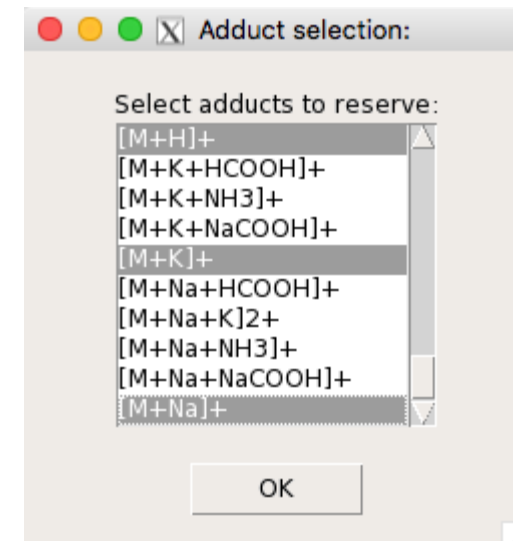 Adduct selection:
Select adducts to reserve:
[M+H]+
[M+K+HCOOH]+
[M+K+NH3]+
[M+K+NaCOOH]+
[M+K]+
[M+Na+HCOOH]+
[M+Na+K]2+
[M+Na+NH3]+
[M+Na+NaCOOH]+
[M+Na]+
OK